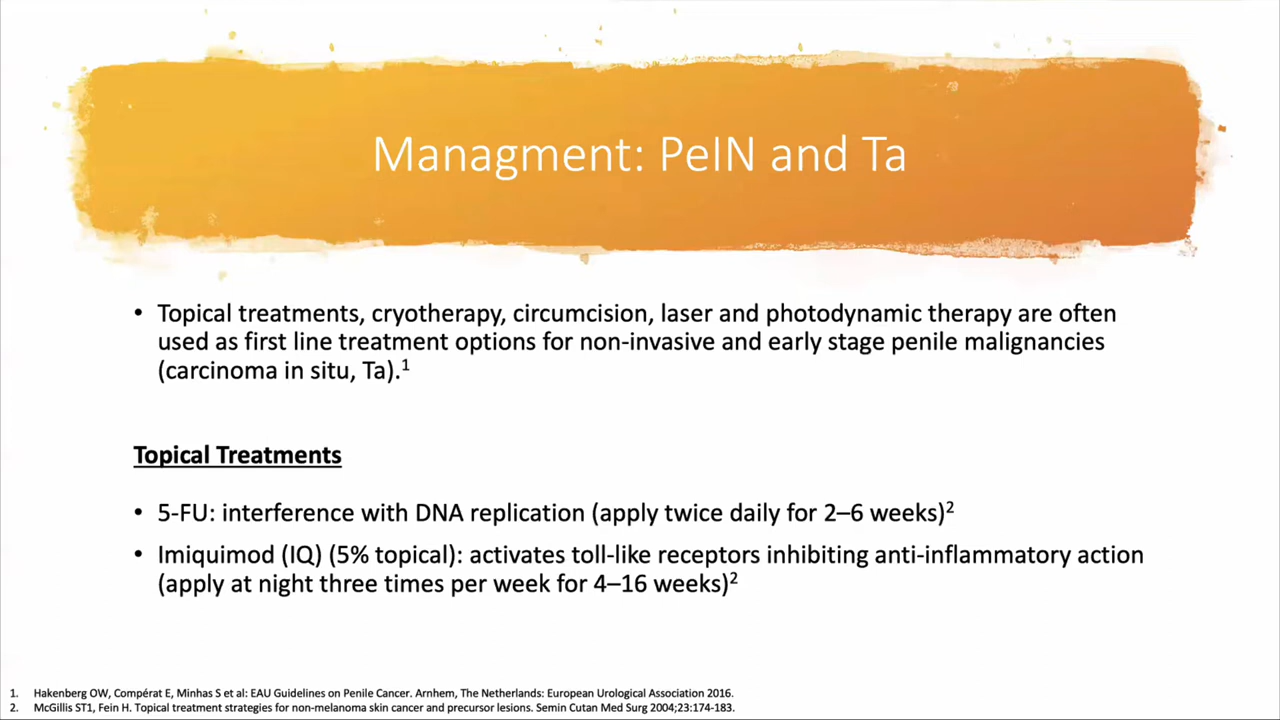 Managment: PeIN and Ta
• Topical treatments, cryotherapy, circumcision, laser and photodynamic therapy are often
used as first line treatment options for non-invasive and early stage penile malignancies
(carcinoma in situ, Ta).¹
Topical Treatments
• 5-FU: interference with DNA replication (apply twice daily for 2–6 weeks)²
• Imiquimod (IQ) (5% topical): activates toll-like receptors inhibiting anti-inflammatory action
(apply at night three times per week for 4–16 weeks)²
1. Hakenberg OW, Compérat E, Minhas S et al: EAU Guidelines on Penile Cancer. Arnhem, The Netherlands: European Urological Association 2016.
2. McGillis ST1, Fein H. Topical treatment strategies for non-melanoma skin cancer and precursor lesions. Semin Cutan Med Surg 2004;23:174-183.